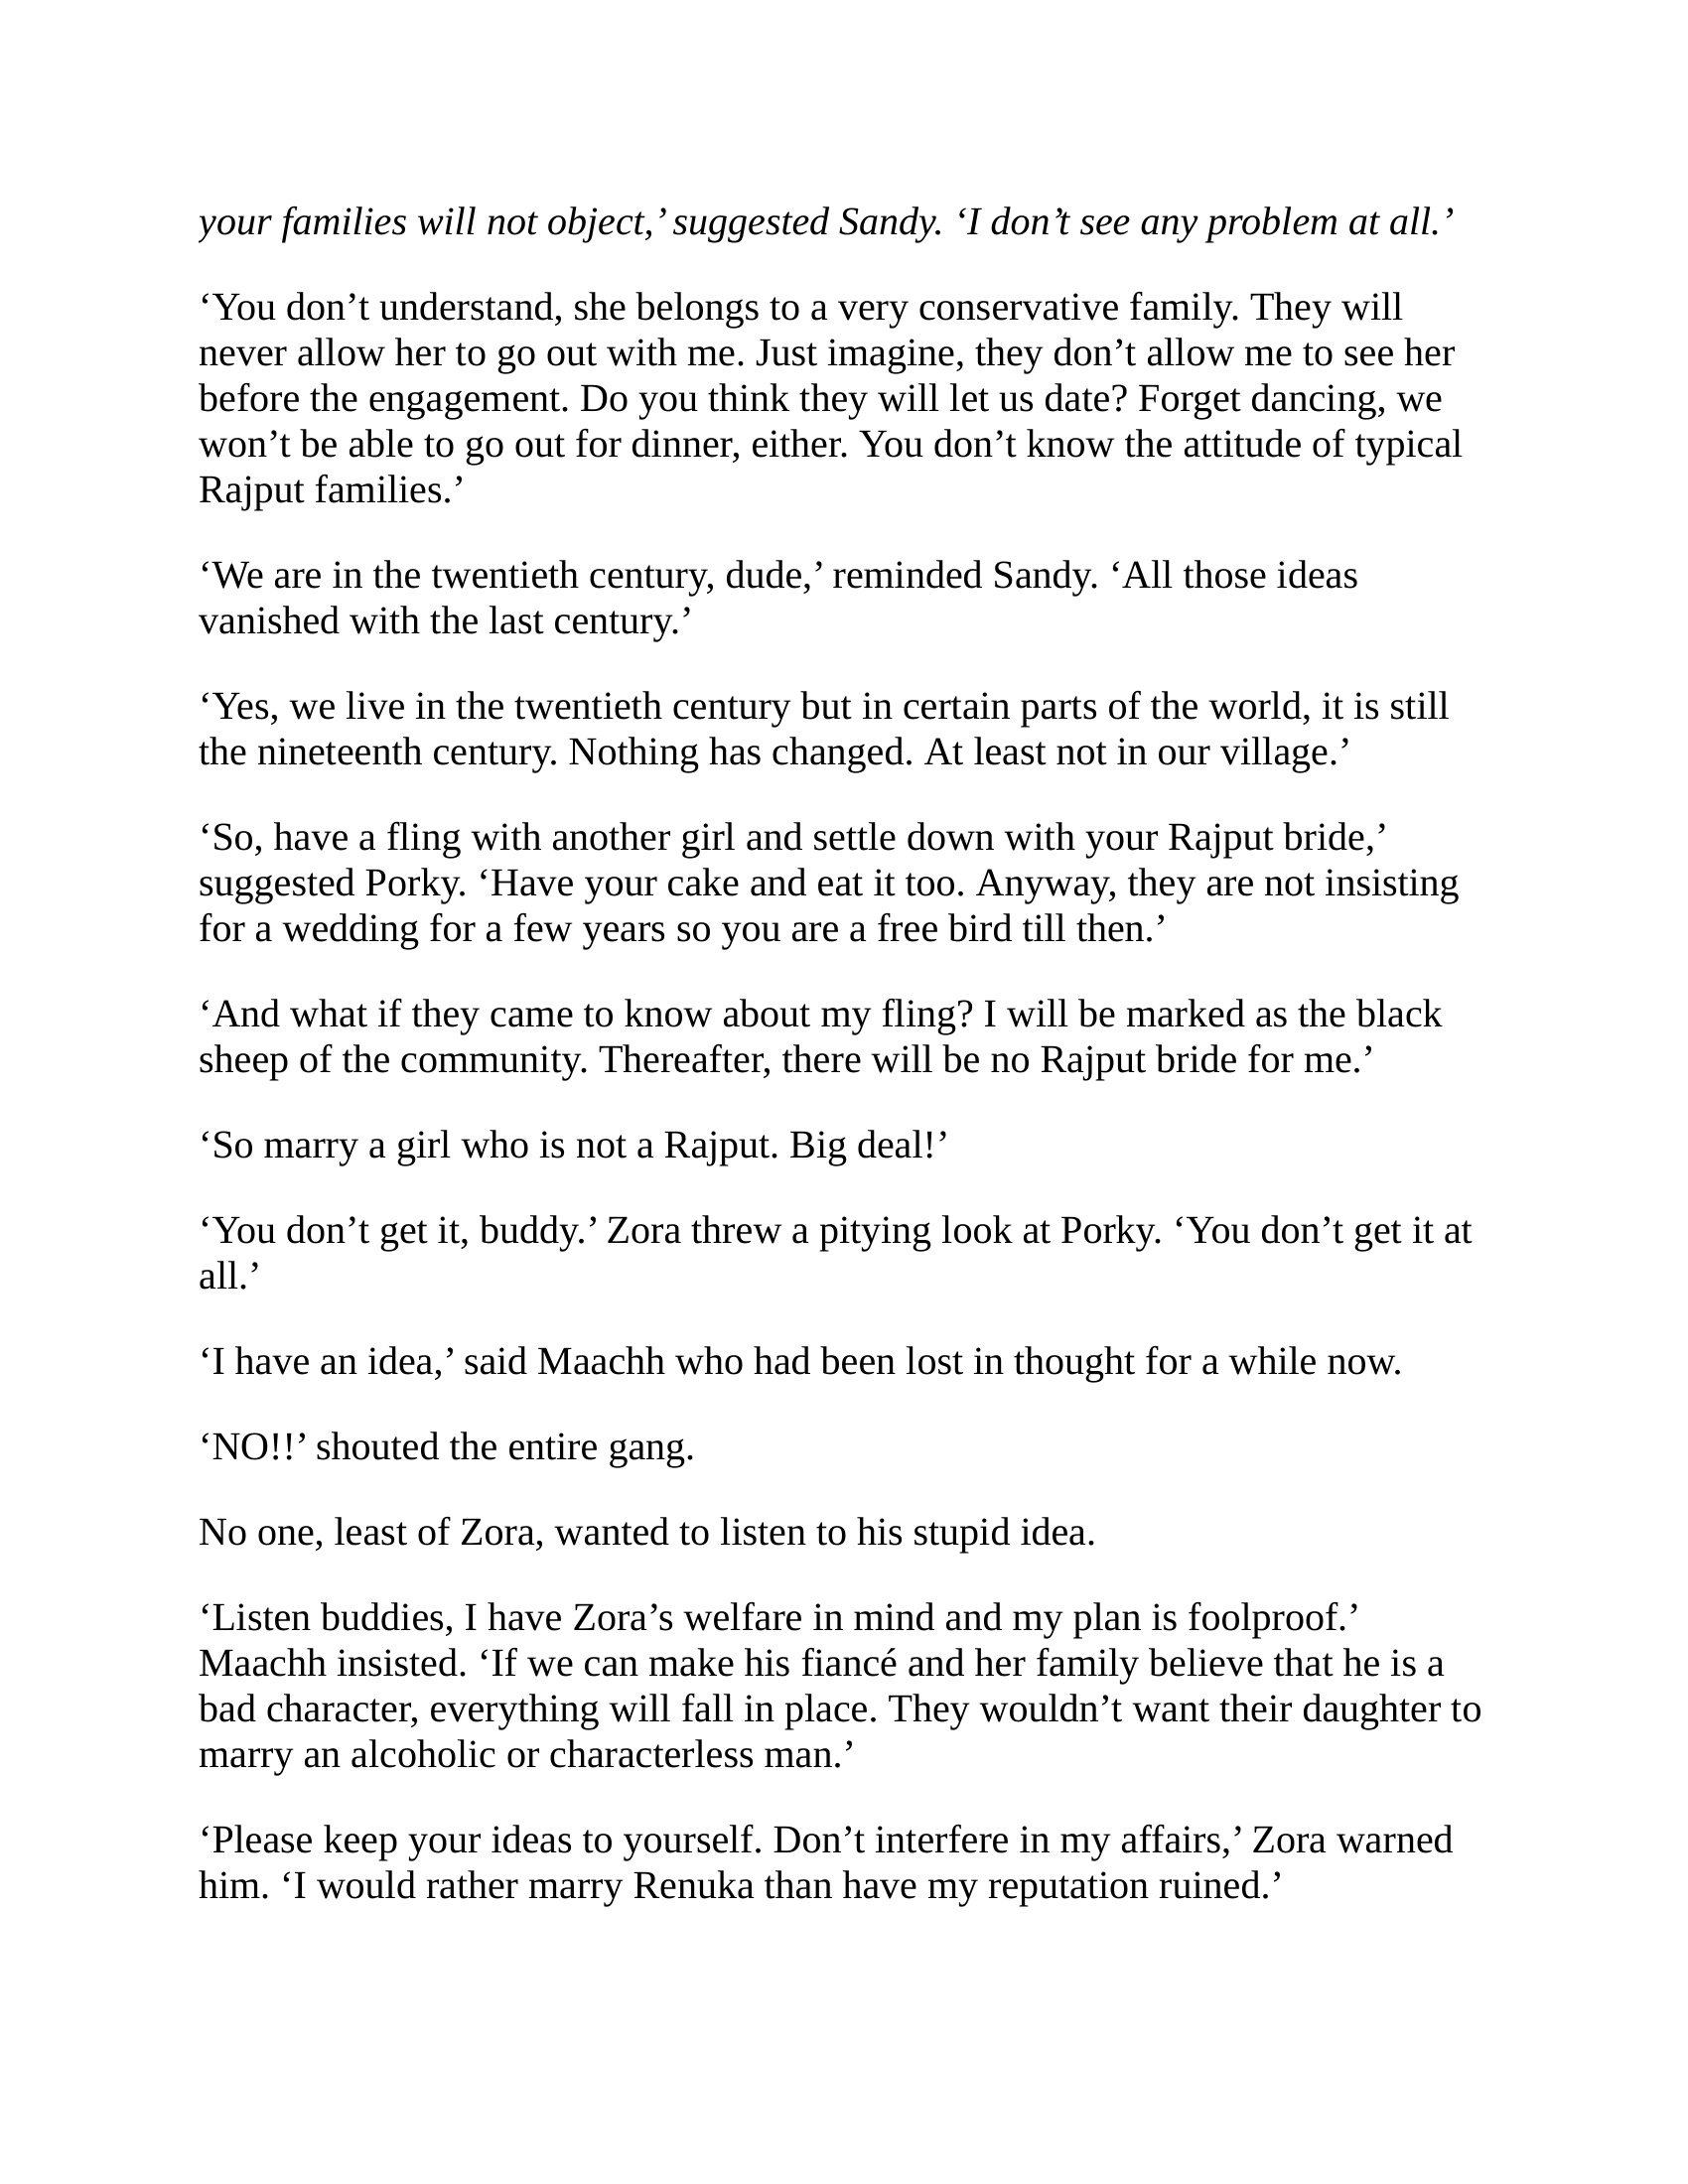 your families will not object,’ suggested Sandy. ‘I don’t see any problem at all.’
‘You don’t understand, she belongs to a very conservative family. They will
never allow her to go out with me. Just imagine, they don’t allow me to see her
before the engagement. Do you think they will let us date? Forget dancing, we
won’t be able to go out for dinner, either. You don’t know the attitude of typical
Rajput families.’
‘We are in the twentieth century, dude,’ reminded Sandy. ‘All those ideas
vanished with the last century.’
‘Yes, we live in the twentieth century but in certain parts of the world, it is still
the nineteenth century. Nothing has changed. At least not in our village.’
‘So, have a fling with another girl and settle down with your Rajput bride,’
suggested Porky. ‘Have your cake and eat it too. Anyway, they are not insisting
for a wedding for a few years so you are a free bird till then.’
‘And what if they came to know about my fling? I will be marked as the black
sheep of the community. Thereafter, there will be no Rajput bride for me.’
‘So marry a girl who is not a Rajput. Big deal!’
‘You don’t get it, buddy.’ Zora threw a pitying look at Porky. ‘You don’t get it at
all.’
‘I have an idea,’ said Maachh who had been lost in thought for a while now.
‘NO!!’ shouted the entire gang.
No one, least of Zora, wanted to listen to his stupid idea.
‘Listen buddies, I have Zora’s welfare in mind and my plan is foolproof.’
Maachh insisted. ‘If we can make his fiancé and her family believe that he is a
bad character, everything will fall in place. They wouldn’t want their daughter to
marry an alcoholic or characterless man.’
‘Please keep your ideas to yourself. Don’t interfere in my affairs,’ Zora warned
him. ‘I would rather marry Renuka than have my reputation ruined.’